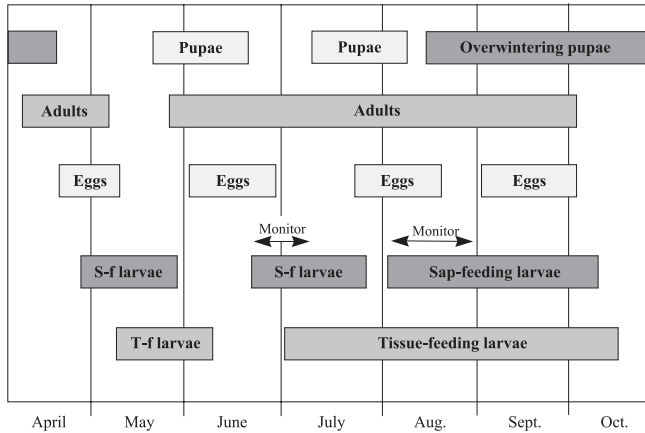 Pupae
Pupae
Overwintering pupae
Adults
Adults
Eggs
Eggs
Eggs
Eggs
Monitor
Monitor
S-f larvae
S-f larvae
Sap-feeding larvae
T-f larvae
Tissue-feeding larvae
April
May
June
July
Aug.
Sept.
Oct.